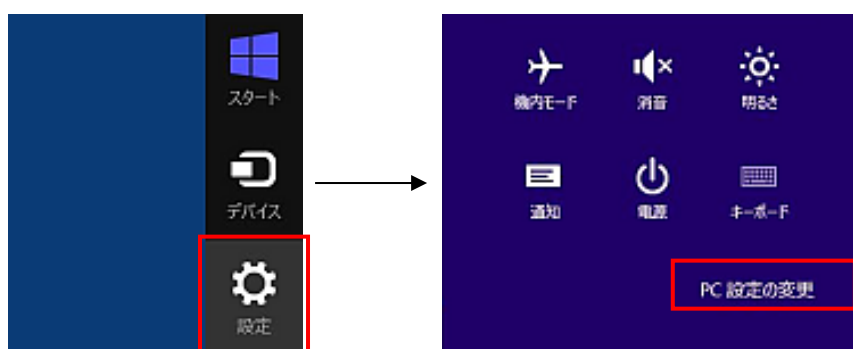 スタート
デバイス
設定
機内モード
消音
明るさ
通知
電源
キーボード
PC 設定の変更